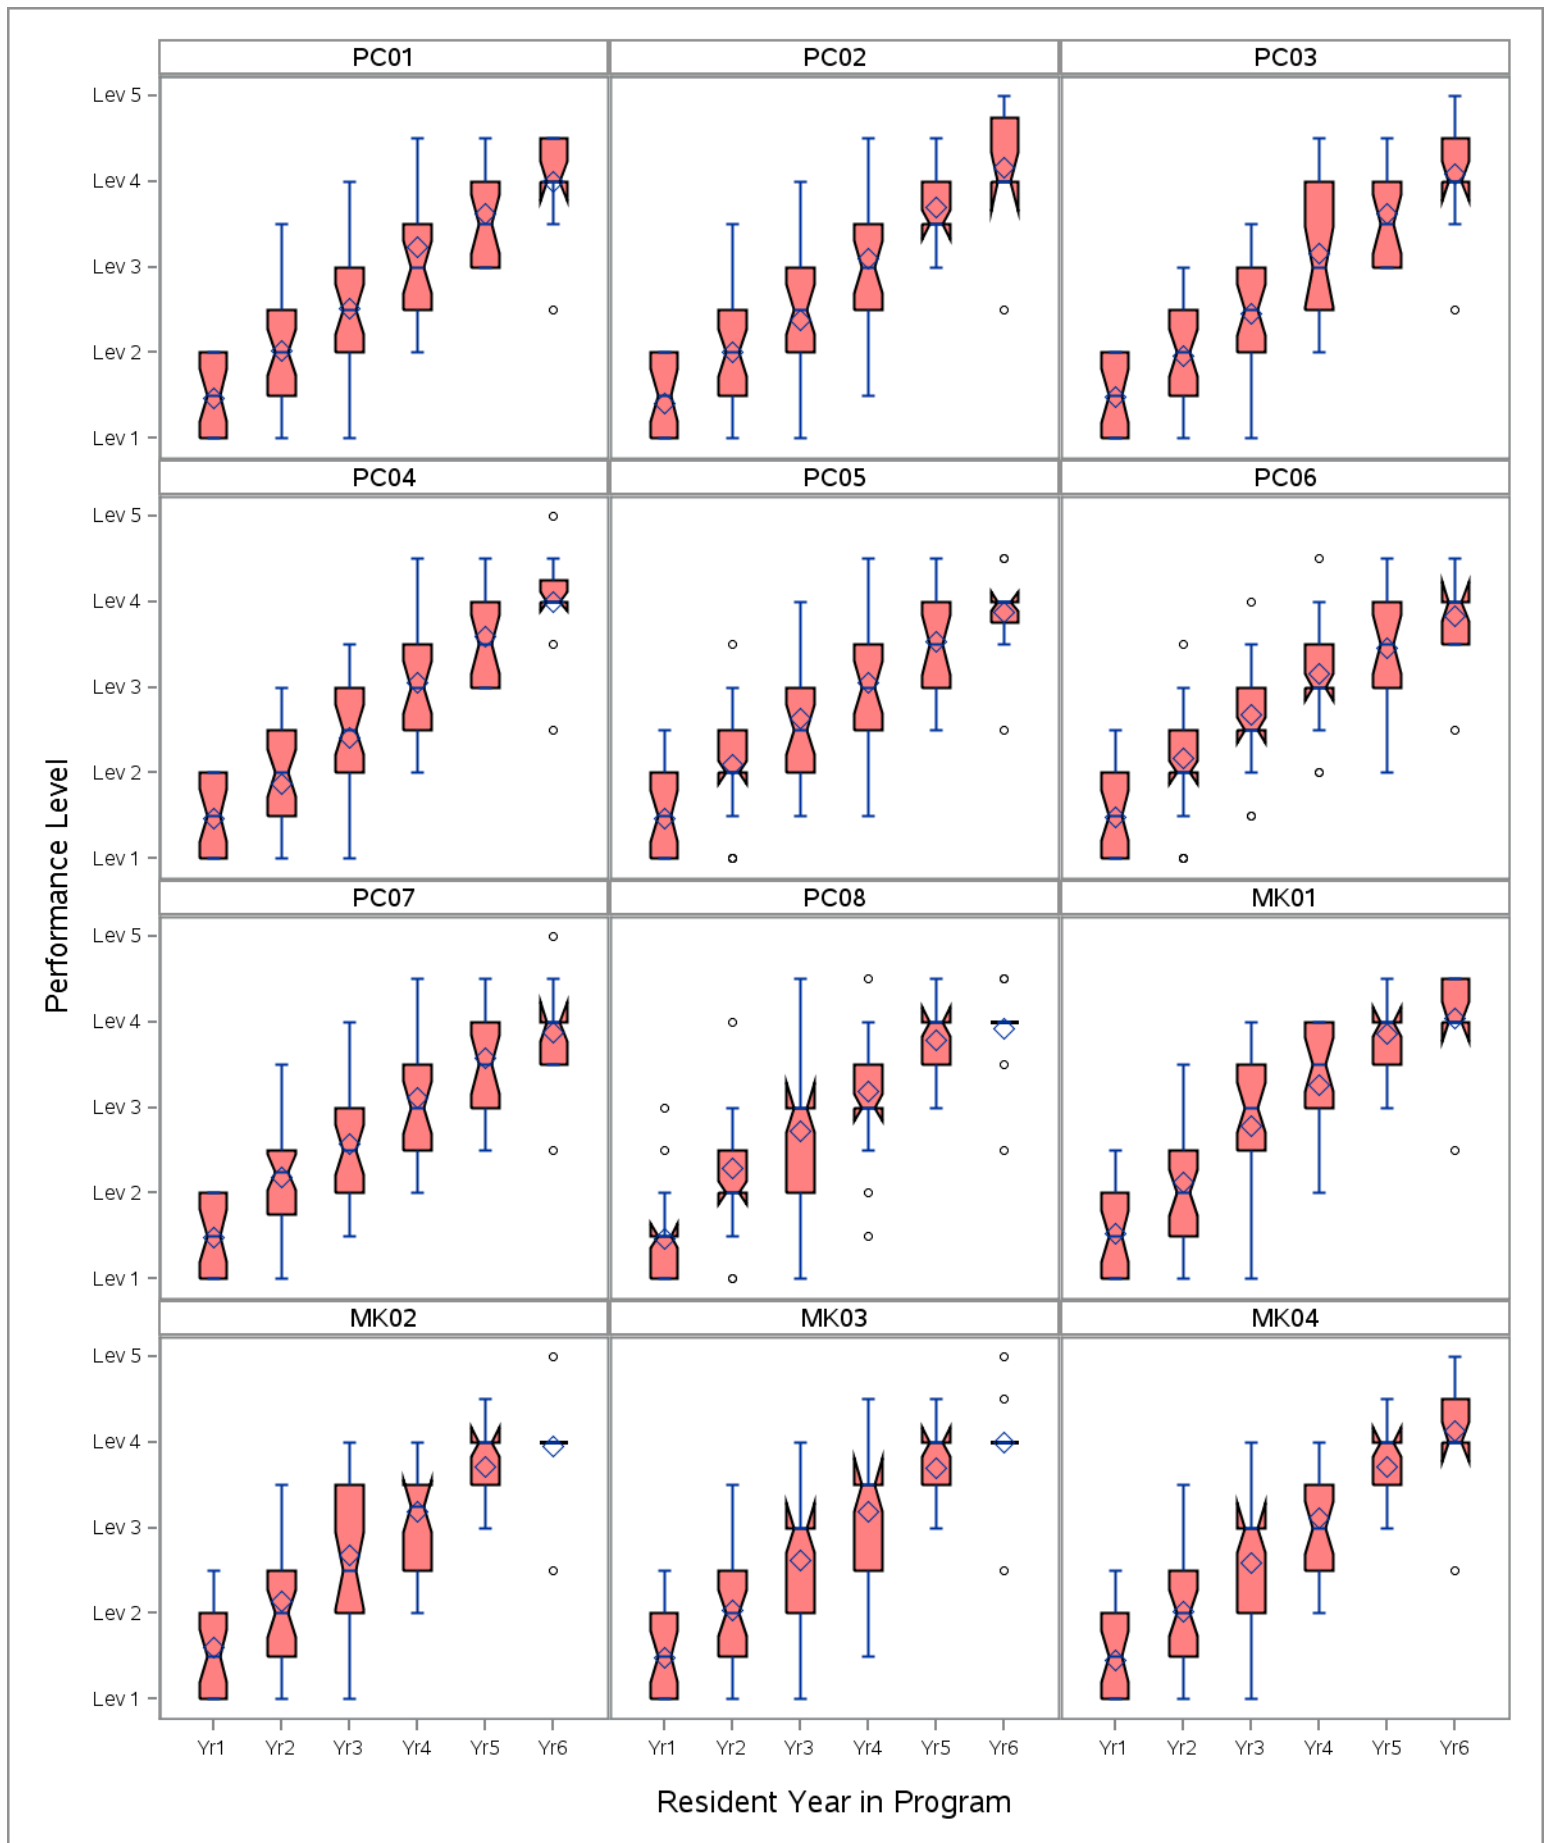 PC01 PC02 PC03
Lev 5
Lev 4
Lev 3
Lev 2
Lev 1
PC04 PC05 PC06
Lev 5
Lev 4
Lev 3
Lev 2
Lev 1
Performance Level
PC07 PC08 MK01
Lev 5
Lev 4
Lev 3
Lev 2
Lev 1
MK02 MK03 MK04
Lev 5
Lev 4
Lev 3
Lev 2
Lev 1
Yr1 Yr2 Yr3 Yr4 Yr5 Yr6 Yr1 Yr2 Yr3 Yr4 Yr5 Yr6 Yr1 Yr2 Yr3 Yr4 Yr5 Yr6
Resident Year in Program